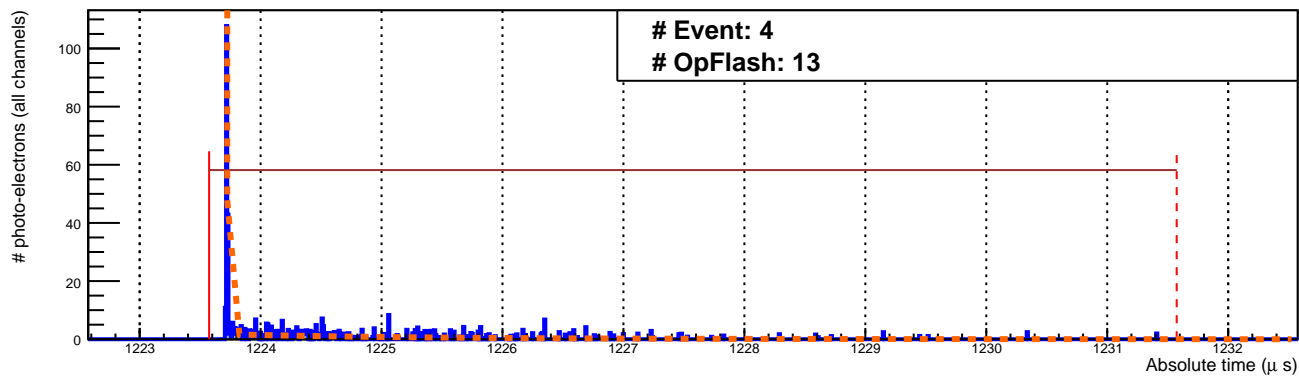 # Event: 4
# OpFlash: 13
# photo-electrons (all channels)
100
80
60
40
20
0
1223 1224 1225 1226 1227 1228 1229 1230 1231 1232
Absolute time (μ s)